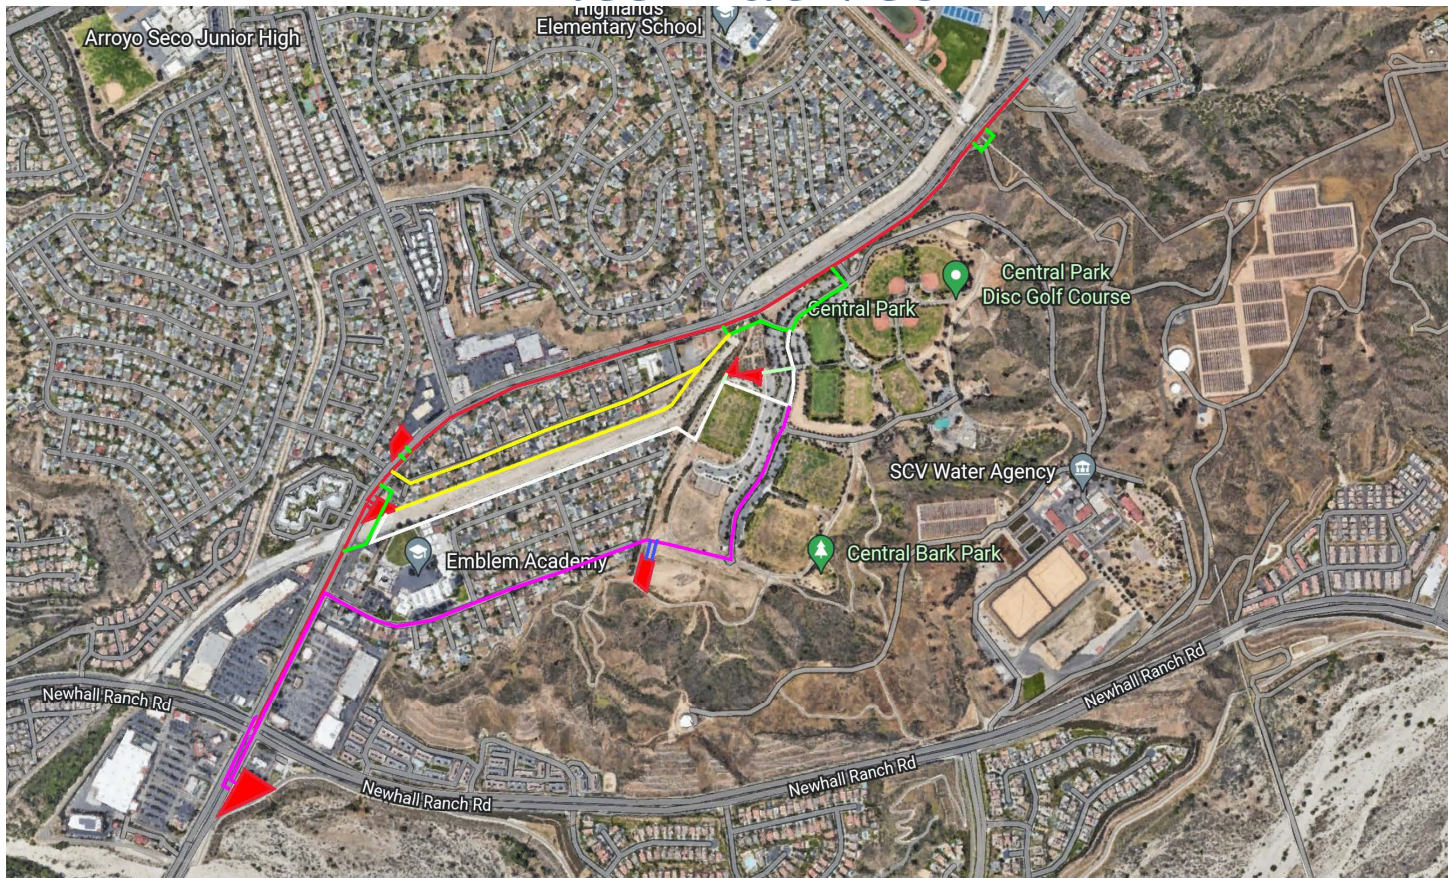 Highlands
Elementary School
Arroyo Seco Junior High
Central Park
Disc Golf Course
Central Park
SCV Water Agency
Emblem Academy
Central Bark Park
Newhall Ranch Rd
Newhall Ranch Rd
Newhall Ranch Rd
Newhall Ranch Rd